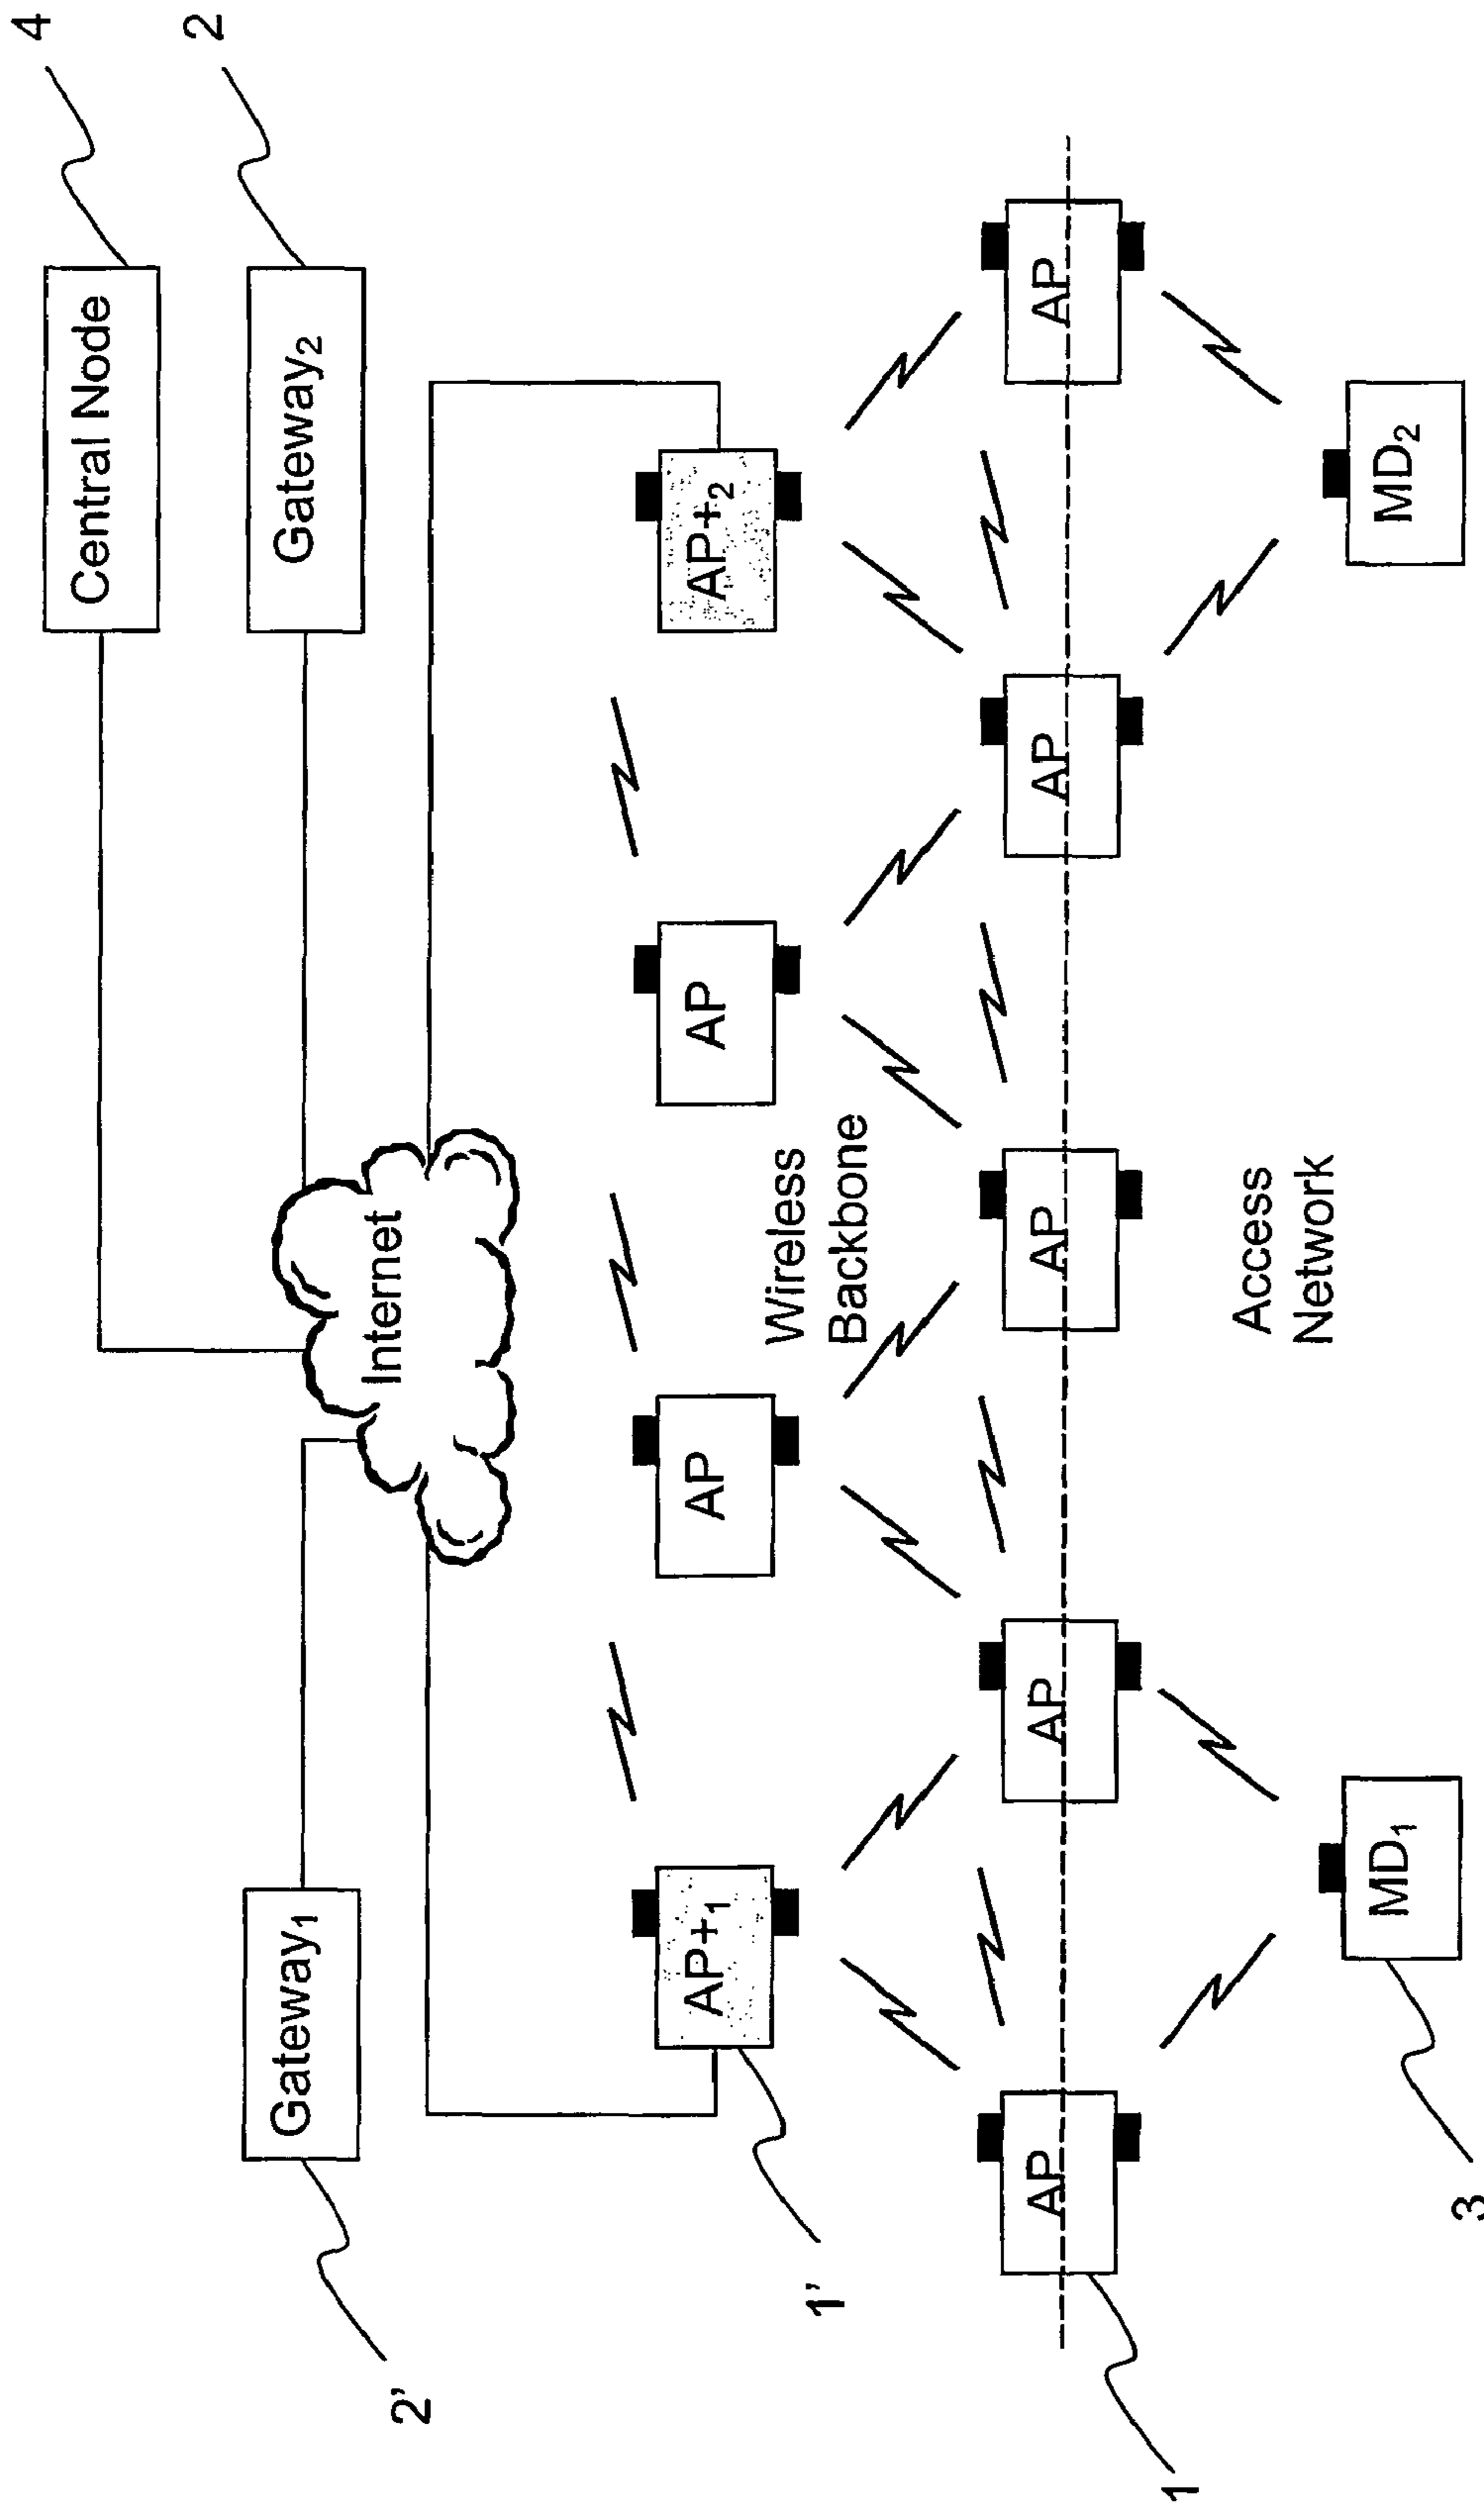 4
Central Node
2
Gateway₂
Gateway₁
2'
Internet
AP+₁
AP
AP
AP+₂
1'
Wireless
Backbone
AP
AP
AP
AP
AP
1
Access
Network
MD₁
MD₂
3